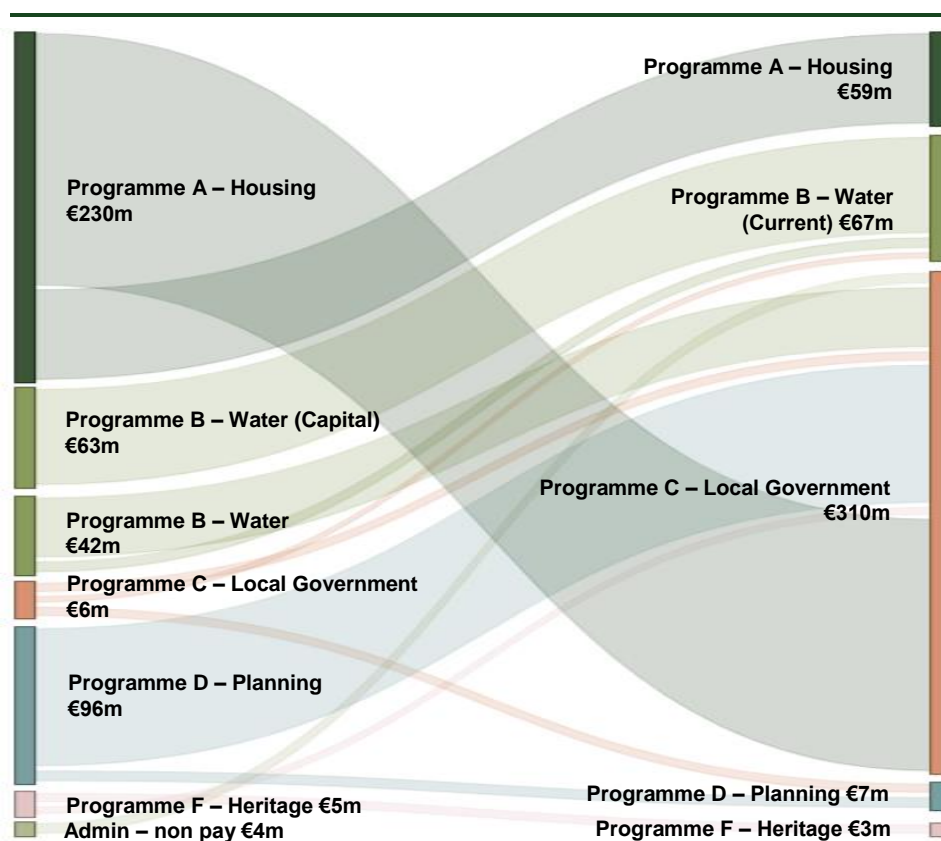 Programme A – Housing
€230m
Programme B – Water (Capital)
€63m
Programme B – Water
€42m
Programme C – Local Government
€6m
Programme D – Planning
€96m
Programme F – Heritage €5m
Admin – non pay €4m
Programme A – Housing
€59m
Programme B – Water
(Current) €67m
Programme C – Local Government
€310m
Programme D – Planning €7m
Programme F – Heritage €3m